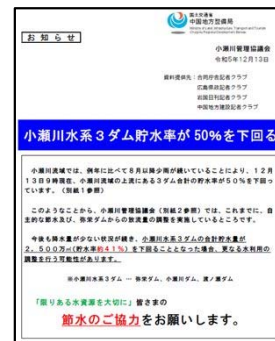 お知らせ
国土交通省
中国地方整備局
小瀬川管理協議会
令和5年12月13日
資料提供先：合同庁舎記者クラブ
広島県政記者クラブ
岩国日刊記者クラブ
中国地方建設記者クラブ
小瀬川水系3ダム貯水率が50％を下回る
小瀬川流域では、例年に比べて8月以降少雨が続いていることにより、12月
13日9時現在、小瀬川流域の上流にある3ダム合計の貯水率が50％を下回っ
ています。（別紙1参照）
このようなことから、小瀬川管理協議会（別紙2参照）では、これまでに、自
主的な節水及び、弥栄ダムからの放流量の調整を実施しているところです。
今後も降水量が少ない状況が続き、小瀬川水系3ダムの合計貯水量が
2,500万㎥（貯水率約41％）を下回ることとなった場合、更なる水利用の
調整を行う可能性があります。
※小瀬川水系3ダム ― 弥栄ダム、小瀬川ダム、渡ノ瀬ダム
「限りある水資源を大切に」皆さまの
節水のご協力をお願いします。